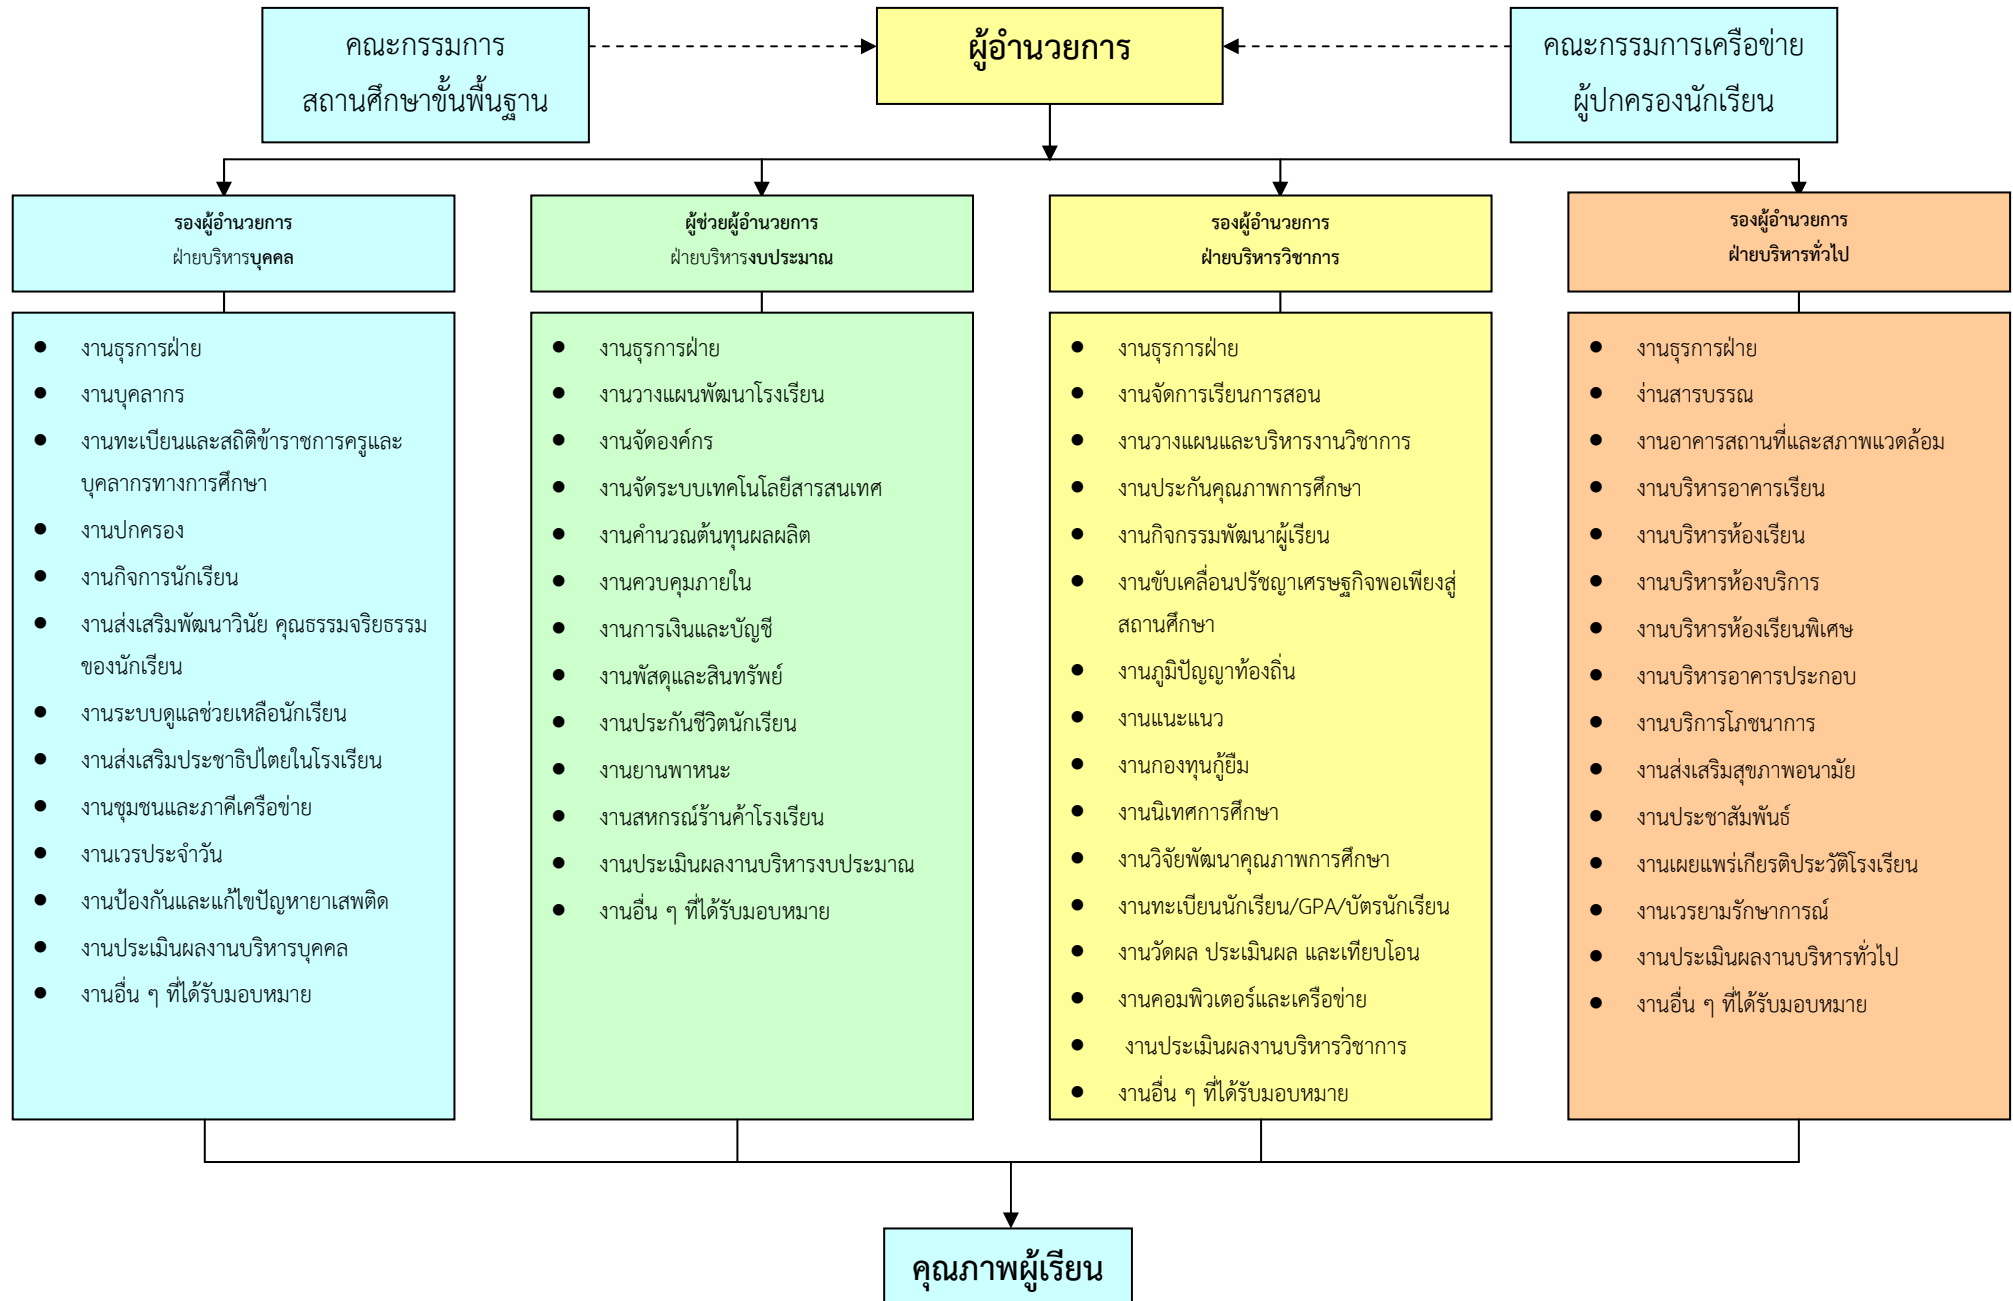 คณะกรรมการ
สถานศึกษาขั้นพื้นฐาน
ผู้อำนวยการ
คณะกรรมการเครือข่าย
ผู้ปกครองนักเรียน
รองผู้อำนวยการ
ฝ่ายบริหารบุคคล
ผู้ช่วยผู้อำนวยการ
ฝ่ายบริหารงบประมาณ
รองผู้อำนวยการ
ฝ่ายบริหารวิชาการ
รองผู้อำนวยการ
ฝ่ายบริหารทั่วไป
● งานธุรการฝ่าย
● งานบุคลากร
● งานทะเบียนและสถิติข้าราชการครูและ
บุคลากรทางการศึกษา
● งานปกครอง
● งานกิจการนักเรียน
● งานส่งเสริมพัฒนาวินัย คุณธรรมจริยธรรม
ของนักเรียน
● งานระบบดูแลช่วยเหลือนักเรียน
● งานส่งเสริมประชาธิปไตยในโรงเรียน
● งานชุมชนและภาคีเครือข่าย
● งานเวรประจำวัน
● งานป้องกันและแก้ไขปัญหายาเสพติด
● งานประเมินผลงานบริหารบุคคล
● งานอื่น ๆ ที่ได้รับมอบหมาย
● งานธุรการฝ่าย
● งานวางแผนพัฒนาโรงเรียน
● งานจัดองค์กร
● งานจัดระบบเทคโนโลยีสารสนเทศ
● งานคำนวณต้นทุนผลผลิต
● งานควบคุมภายใน
● งานการเงินและบัญชี
● งานพัสดุและสินทรัพย์
● งานประกันชีวิตนักเรียน
● งานยานพาหนะ
● งานสหกรณ์ร้านค้าโรงเรียน
● งานประเมินผลงานบริหารงบประมาณ
● งานอื่น ๆ ที่ได้รับมอบหมาย
● งานธุรการฝ่าย
● งานจัดการเรียนการสอน
● งานวางแผนและบริหารงานวิชาการ
● งานประกันคุณภาพการศึกษา
● งานกิจกรรมพัฒนาผู้เรียน
● งานขับเคลื่อนปรัชญาเศรษฐกิจพอเพียงสู่
สถานศึกษา
● งานภูมิปัญญาท้องถิ่น
● งานแนะแนว
● งานกองทุนกู้ยืม
● งานนิเทศการศึกษา
● งานวิจัยพัฒนาคุณภาพการศึกษา
● งานทะเบียนนักเรียน/GPA/บัตรนักเรียน
● งานวัดผล ประเมินผล และเทียบโอน
● งานคอมพิวเตอร์และเครือข่าย
● งานประเมินผลงานบริหารวิชาการ
● งานอื่น ๆ ที่ได้รับมอบหมาย
● งานธุรการฝ่าย
● ง่านสารบรรณ
● งานอาคารสถานที่และสภาพแวดล้อม
● งานบริหารอาคารเรียน
● งานบริหารห้องเรียน
● งานบริหารห้องบริการ
● งานบริหารห้องเรียนพิเศษ
● งานบริหารอาคารประกอบ
● งานบริการโภชนาการ
● งานส่งเสริมสุขภาพอนามัย
● งานประชาสัมพันธ์
● งานเผยแพร่เกียรติประวัติโรงเรียน
● งานเวรยามรักษาการณ์
● งานประเมินผลงานบริหารทั่วไป
● งานอื่น ๆ ที่ได้รับมอบหมาย
คุณภาพผู้เรียน